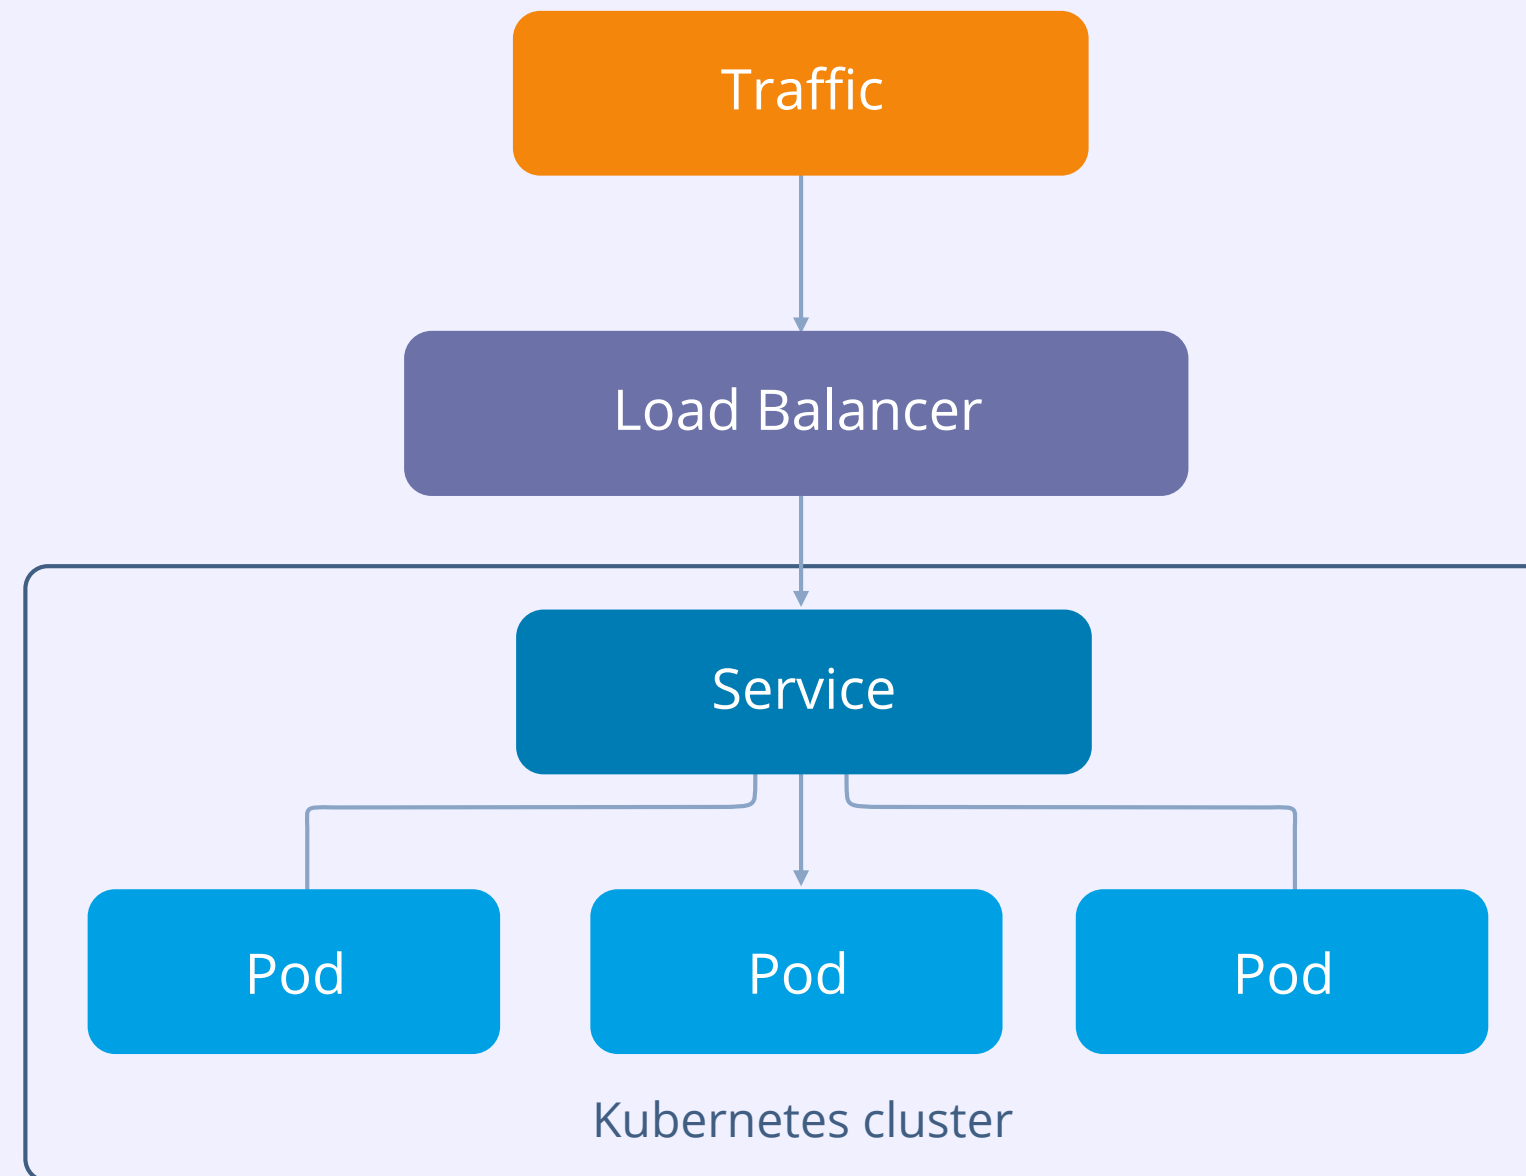 Traffic
Load Balancer
Service
Pod
Pod
Pod
Kubernetes cluster